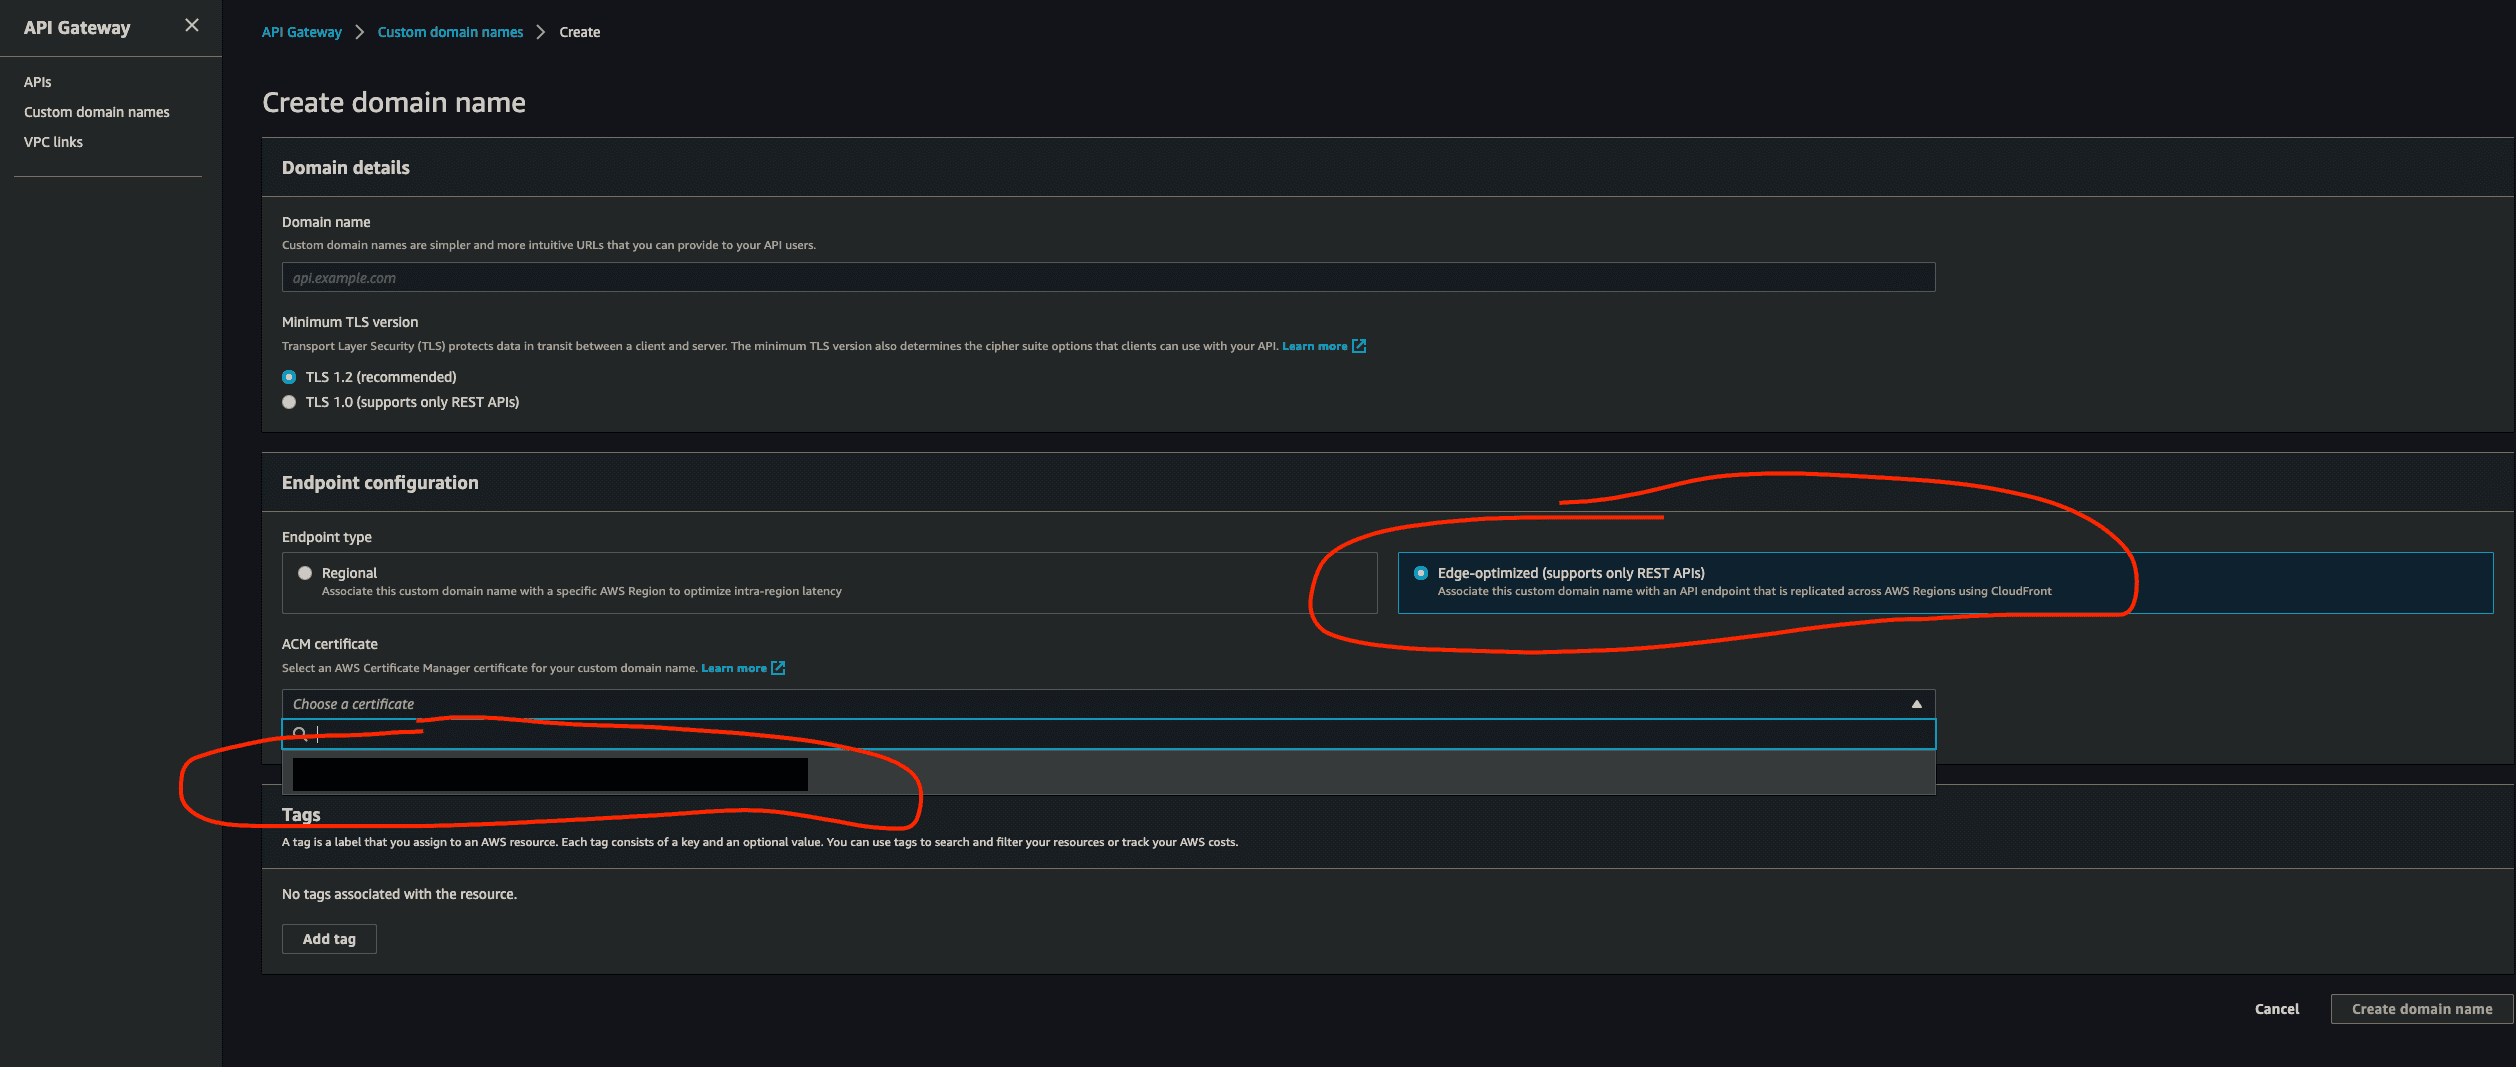 API Gateway
APIs
Custom domain names
VPC links
API Gateway
Custom domain names
Create
Create domain name
Domain details
Domain name
Custom domain names are simpler and more intuitive URLs that you can provide to your API users.
api.example.com
Minimum TLS version
Transport Layer Security (TLS) protects data in transit between a client and server. The minimum TLS version also determines the cipher suite options that clients can use with your API. Learn more
TLS 1.2 (recommended)
TLS 1.0 (supports only REST APIs)
Endpoint configuration
Endpoint type
Regional
Associate this custom domain name with a specific AWS Region to optimize intra-region latency
Edge-optimized (supports only REST APIs)
Associate this custom domain name with an API endpoint that is replicated across AWS Regions using CloudFront
ACM certificate
Select an AWS Certificate Manager certificate for your custom domain name. Learn more
Choose a certificate
Tags
A tag is a label that you assign to an AWS resource. Each tag consists of a key and an optional value. You can use tags to search and filter your resources or track your AWS costs.
No tags associated with the resource.
Add tag
Cancel
Create domain name